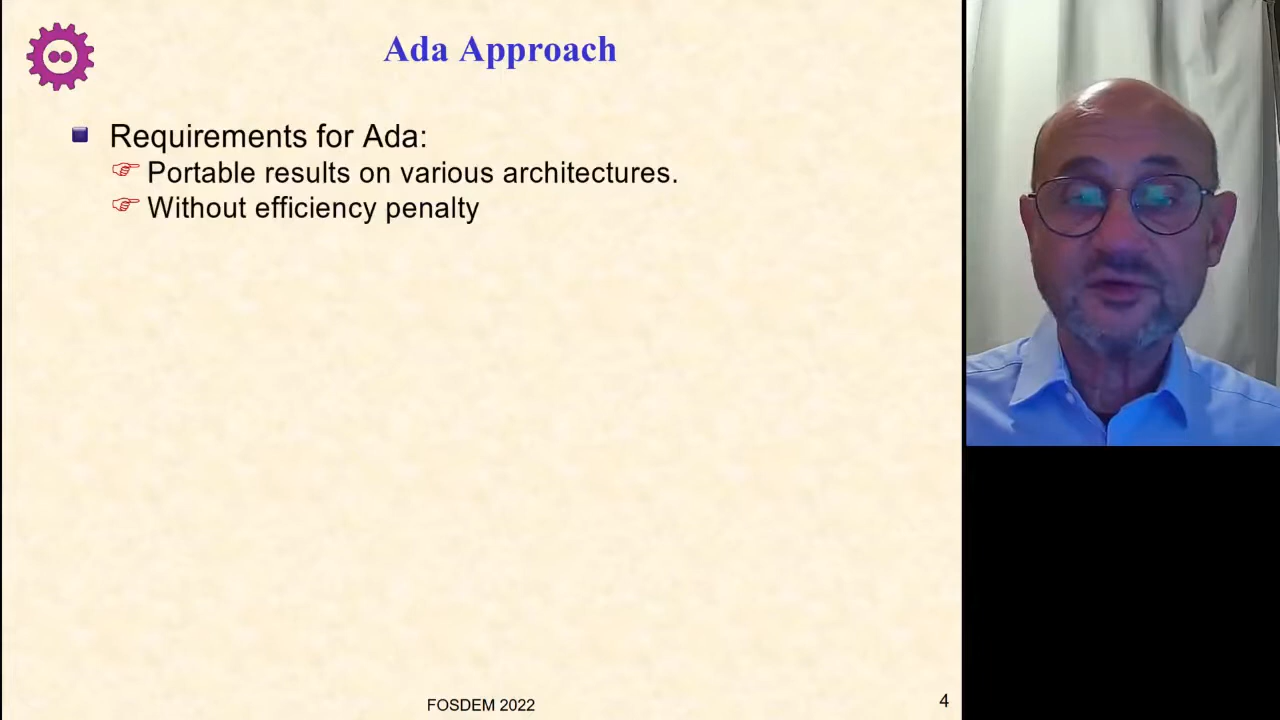 Ada Approach
Requirements for Ada:
Portable results on various architectures.
Without efficiency penalty
FOSDEM 2022
4